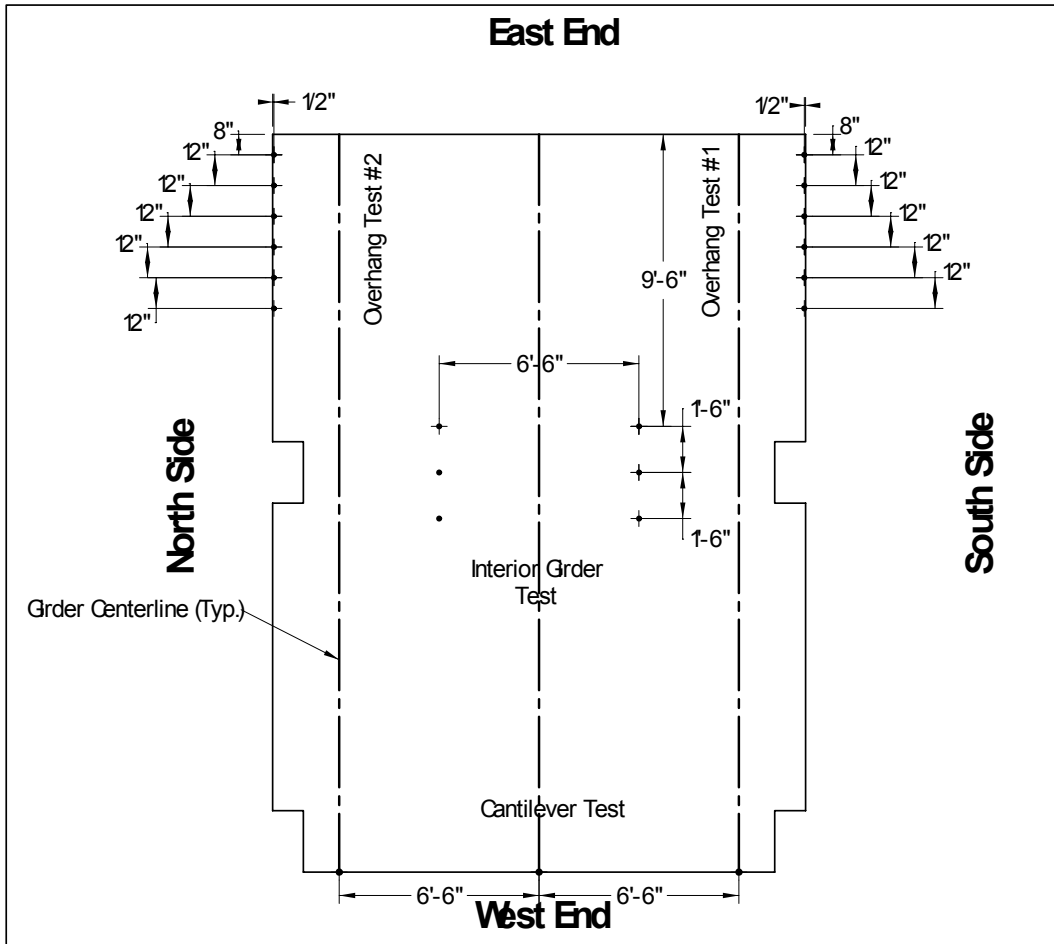 East End
1/2"
1/2"
8"
8"
12"
12"
12"
12"
12"
12"
12"
12"
12"
12"
Overhang Test #2
Overhang Test #1
9'-6"
6'-6"
1'-6"
1'-6"
North Side
South Side
Interior Girder
Test
Girder Centerline (Typ.)
Cantilever Test
6'-6"
6'-6"
West End